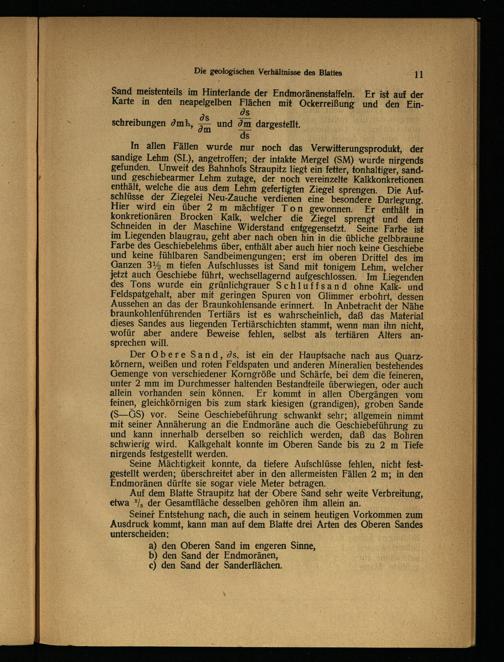 Die geologischen Verhältnisse des Blattes 11
Sand meistenteils im Hinterlande der Endmoränenstaffeln. Er ist auf der
Karte in den neapelgelben Flächen mit Ockerreißung und den Ein-
schreibungen ∂mh, ∂s/∂m und ∂s/∂m/ds dargestellt.
In allen Fällen wurde nur noch das Verwitterungsprodukt, der
sandige Lehm (SL), angetroffen; der intakte Mergel (SM) wurde nirgends
gefunden. Unweit des Bahnhofs Straupitz liegt ein fetter, tonhaltiger, sand-
und geschiebearmer Lehm zutage, der noch vereinzelte Kalkkonkretionen
enthält, welche die aus dem Lehm gefertigten Ziegel sprengen. Die Auf-
schlüsse der Ziegelei Neu-Zauche verdienen eine besondere Darlegung.
Hier wird ein über 2 m mächtiger Ton gewonnen. Er enthält in
konkretionären Brocken Kalk, welcher die Ziegel sprengt und dem
Schneiden in der Maschine Widerstand entgegensetzt. Seine Farbe ist
im Liegenden blaugrau, geht aber nach oben hin in die übliche gelbbraune
Farbe des Geschiebelehms über, enthält aber auch hier noch keine Geschiebe
und keine fühlbaren Sandbeimengungen; erst im oberen Drittel des im
Ganzen 3½ m tiefen Aufschlusses ist Sand mit tonigem Lehm, welcher
jetzt auch Geschiebe führt, wechsellagernd aufgeschlossen. Im Liegenden
des Tons wurde ein grünlichgrauer Schluffsand ohne Kalk- und
Feldspatgehalt, aber mit geringen Spuren von Glimmer erbohrt, dessen
Aussehen an das der Braunkohlensande erinnert. In Anbetracht der Nähe
braunkohlenführenden Tertiärs ist es wahrscheinlich, daß das Material
dieses Sandes aus liegenden Tertiärschichten stammt, wenn man ihn nicht,
wofür aber andere Beweise fehlen, selbst als tertiären Alters an-
sprechen will.
Der Obere Sand, ∂s, ist ein der Hauptsache nach aus Quarz-
körnern, weißen und roten Feldspaten und anderen Mineralien bestehendes
Gemenge von verschiedener Korngröße und Schärfe, bei dem die feineren,
unter 2 mm im Durchmesser haltenden Bestandteile überwiegen, oder auch
allein vorhanden sein können. Er kommt in allen Übergängen vom
feinen, gleichkörnigen bis zum stark kiesigen (grandigen), groben Sande
(S—GS) vor. Seine Geschiebeführung schwankt sehr; allgemein nimmt
mit seiner Annäherung an die Endmoräne auch die Geschiebeführung zu
und kann innerhalb derselben so reichlich werden, daß das Bohren
schwierig wird. Kalkgehalt konnte im Oberen Sande bis zu 2 m Tiefe
nirgends festgestellt werden.
Seine Mächtigkeit konnte, da tiefere Aufschlüsse fehlen, nicht fest-
gestellt werden; überschreitet aber in den allermeisten Fällen 2 m; in den
Endmoränen dürfte sie sogar viele Meter betragen.
Auf dem Blatte Straupitz hat der Obere Sand sehr weite Verbreitung,
etwa der Gesamtfläche desselben gehören ihm allein an.
Seiner Entstehung nach, die auch in seinem heutigen Vorkommen zum
Ausdruck kommt, kann man auf dem Blatte drei Arten des Oberen Sandes
unterscheiden:
a) den Oberen Sand im engeren Sinne,
b) den Sand der Endmoränen,
c) den Sand der Sanderflächen.